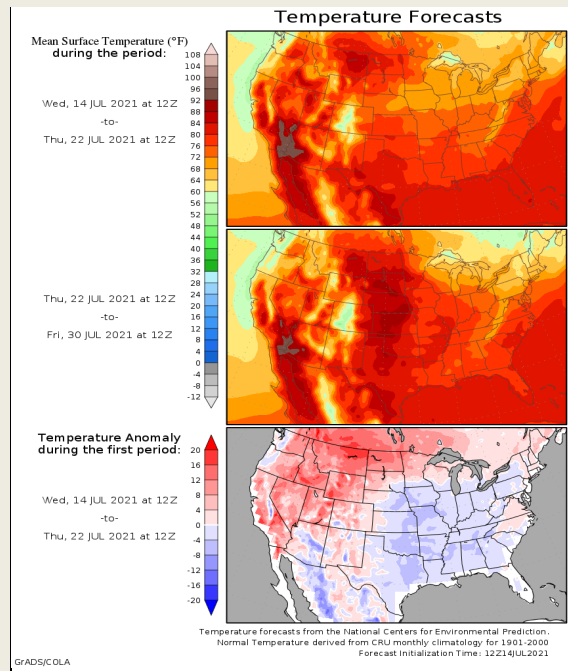 Temperature Forecasts
Mean Surface Temperature (°F)
during the period:
108
104
100
96
92
88
84
80
76
72
68
64
60
56
52
48
44
40
36
32
28
24
20
16
12
8
4
0
-4
-8
-12
Wed, 14 JUL 2021 at 12Z
-to-
Thu, 22 JUL 2021 at 12Z
Thu, 22 JUL 2021 at 12Z
-to-
Fri, 30 JUL 2021 at 12Z
Temperature Anomaly
during the first period:
20
16
12
8
4
0
-4
-8
-12
-16
-20
Wed, 14 JUL 2021 at 12Z
-to-
Thu, 22 JUL 2021 at 12Z
Temperature forecasts from the National Centers for Environmental Prediction.
Normal Temperature derived from CRU monthly climatology for 1901-2000
Forecast Initialization Time: 12Z14JUL2021
GrADS/COLA